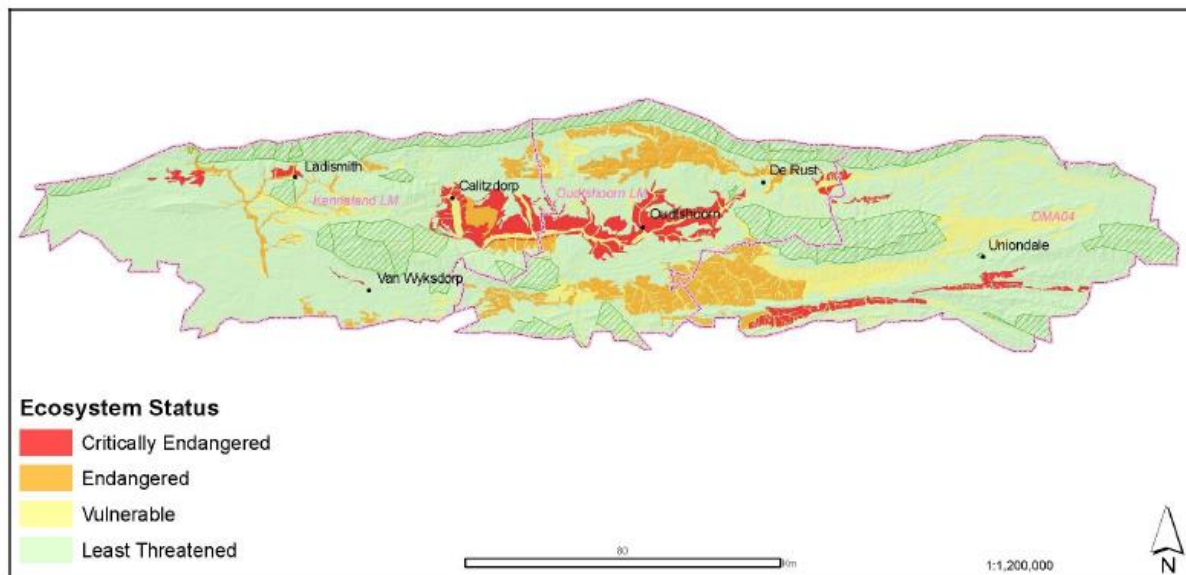 Ladismith
De Rust
Calitzdorp
Oudtshoorn LM
Kannaland LM
DMA04
Oudtshoorn
Uniondale
Van Wyksdorp
Ecosystem Status
Critically Endangered
Endangered
Vulnerable
Least Threatened
80
Km
1:1,200,000
N